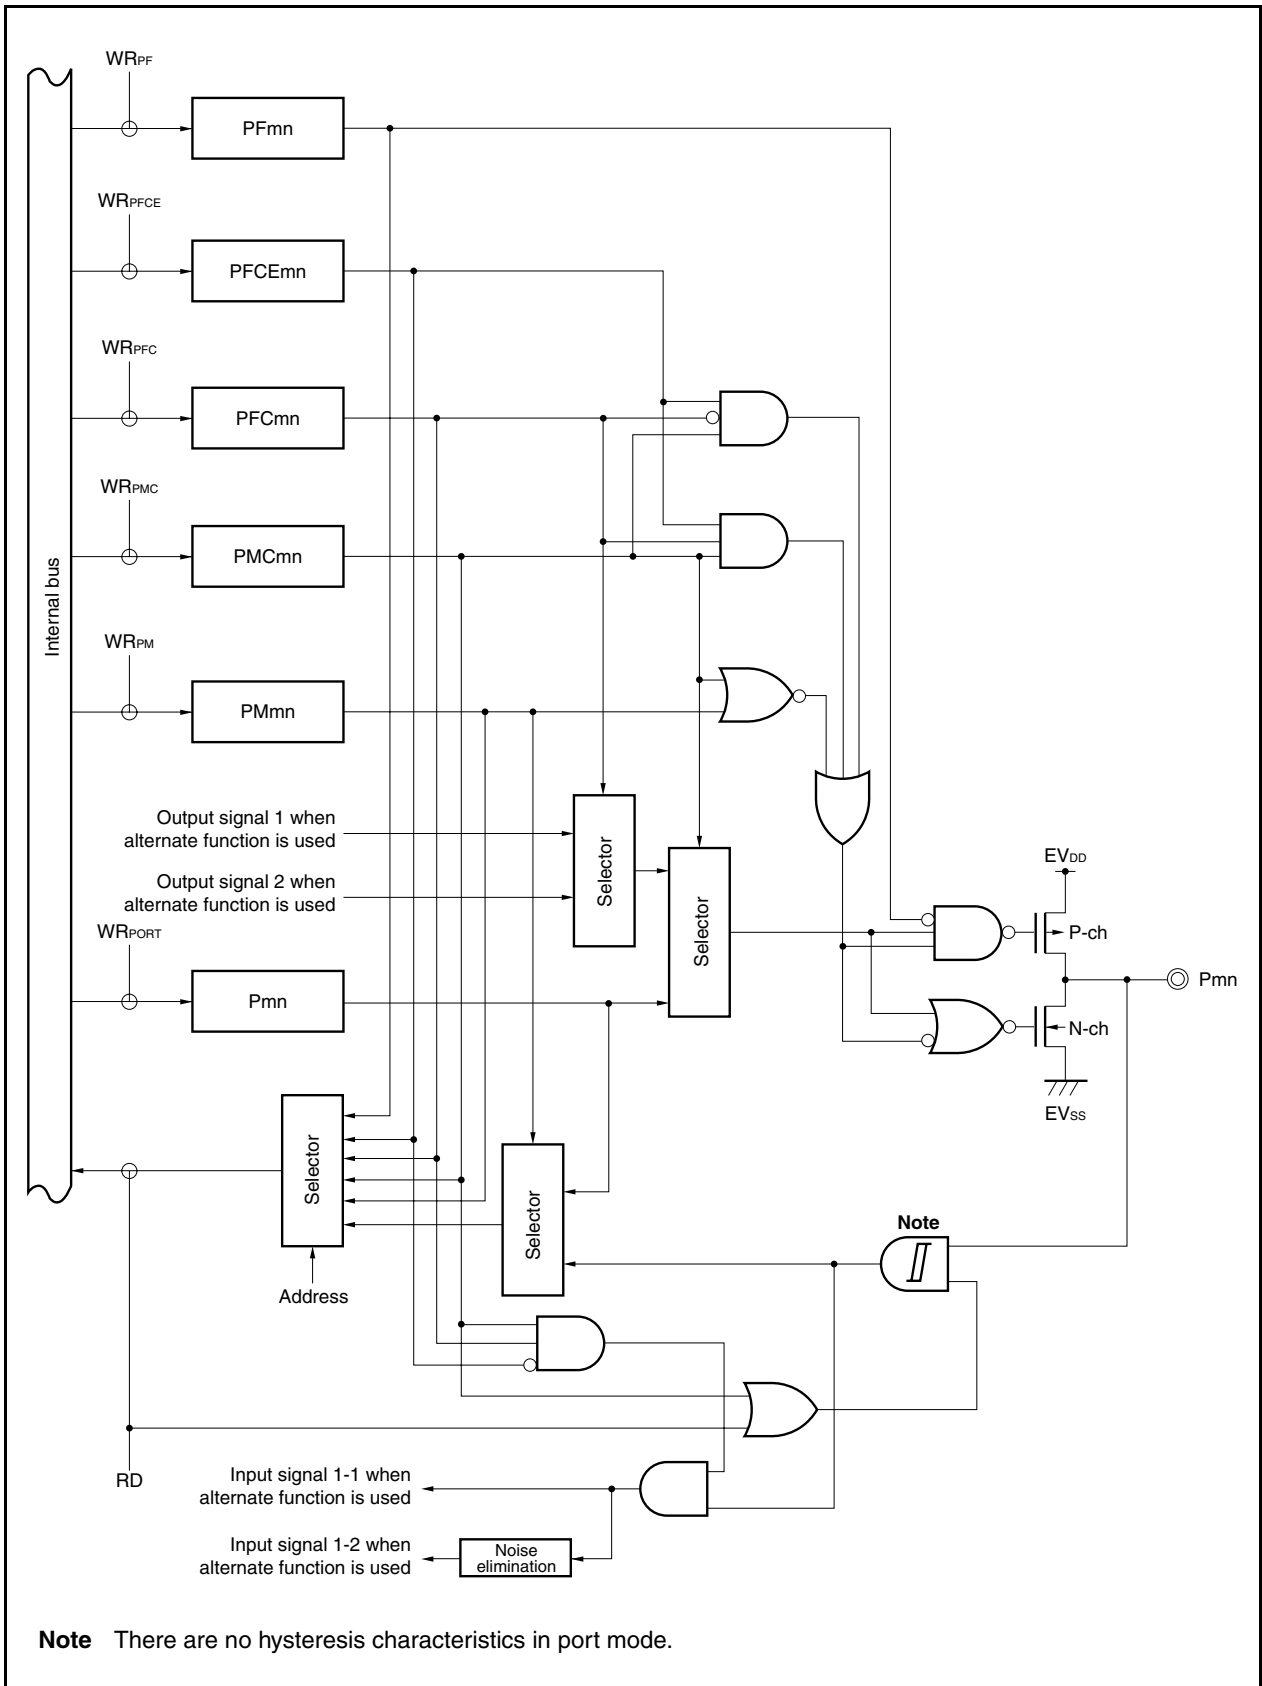 WRPF
PFmn
WRPFCE
PFCEmn
WRPFC
PFCmn
WRPMC
PMCmn
Internal bus
WRPM
PMmn
Output signal 1 when
alternate function is used
Output signal 2 when
alternate function is used
Selector
Selector
WRPORT
Pmn
EVDD
P-ch
Pmn
N-ch
EVSS
Selector
Selector
Address
Note
RD
Input signal 1-1 when
alternate function is used
Input signal 1-2 when
alternate function is used
Noise
elimination
Note There are no hysteresis characteristics in port mode.